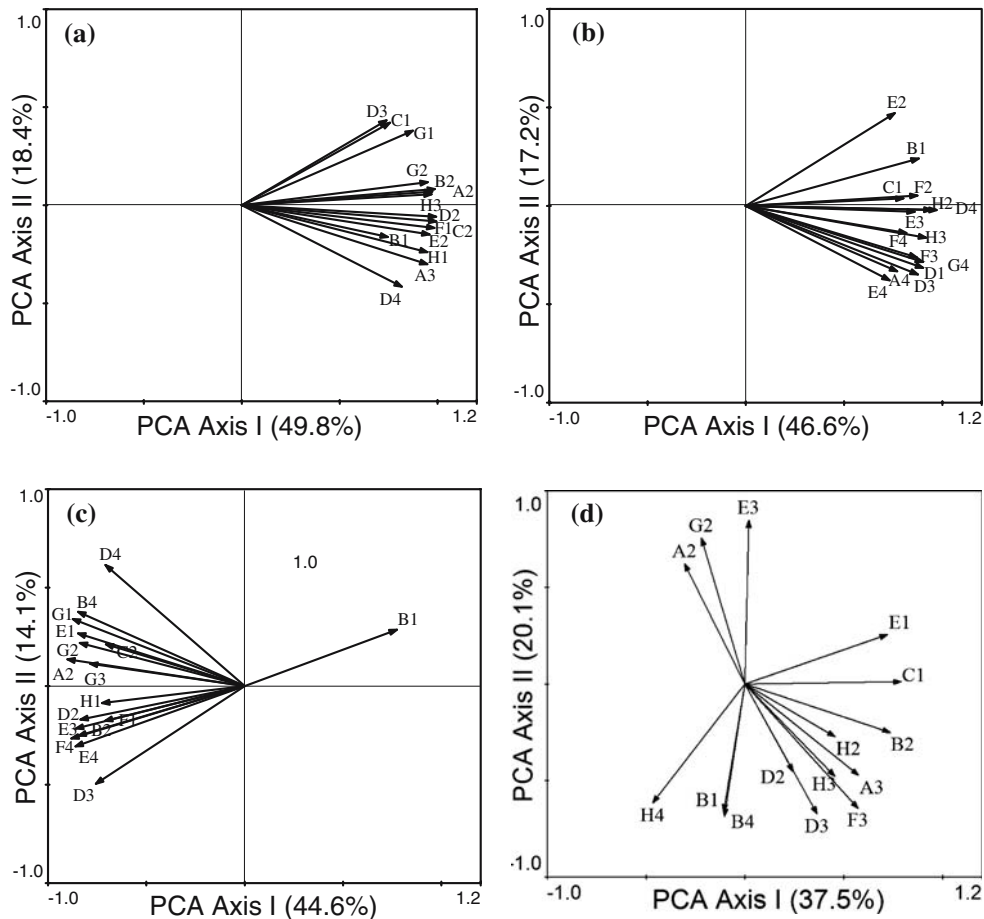 (a)
1.0
D3
C1
G1
G2
B2
A2
H3
D2
F1
C2
B1
E2
H1
A3
D4
PCA Axis II (18.4%)
-1.0
-1.0
1.2
PCA Axis I (49.8%)
(b)
1.0
E2
B1
C1
F2
H2
D4
E3
F4
H3
F3
G4
D1
A4
D3
E4
PCA Axis II (17.2%)
-1.0
-1.0
1.2
PCA Axis I (46.6%)
(c)
1.0
D4
1.0
B4
G1
B1
E1
C3
G2
A2
G3
H1
D2
F1
E3
B2
F4
E4
D3
PCA Axis II (14.1%)
-1.0
-1.0
1.2
PCA Axis I (44.6%)
(d)
1.0
E3
G2
A2
E1
C1
B2
H2
D2
H3
A3
B1
H4
B4
D3
F3
PCA Axis II (20.1%)
-1.0
-1.0
1.2
PCA Axis I (37.5%)